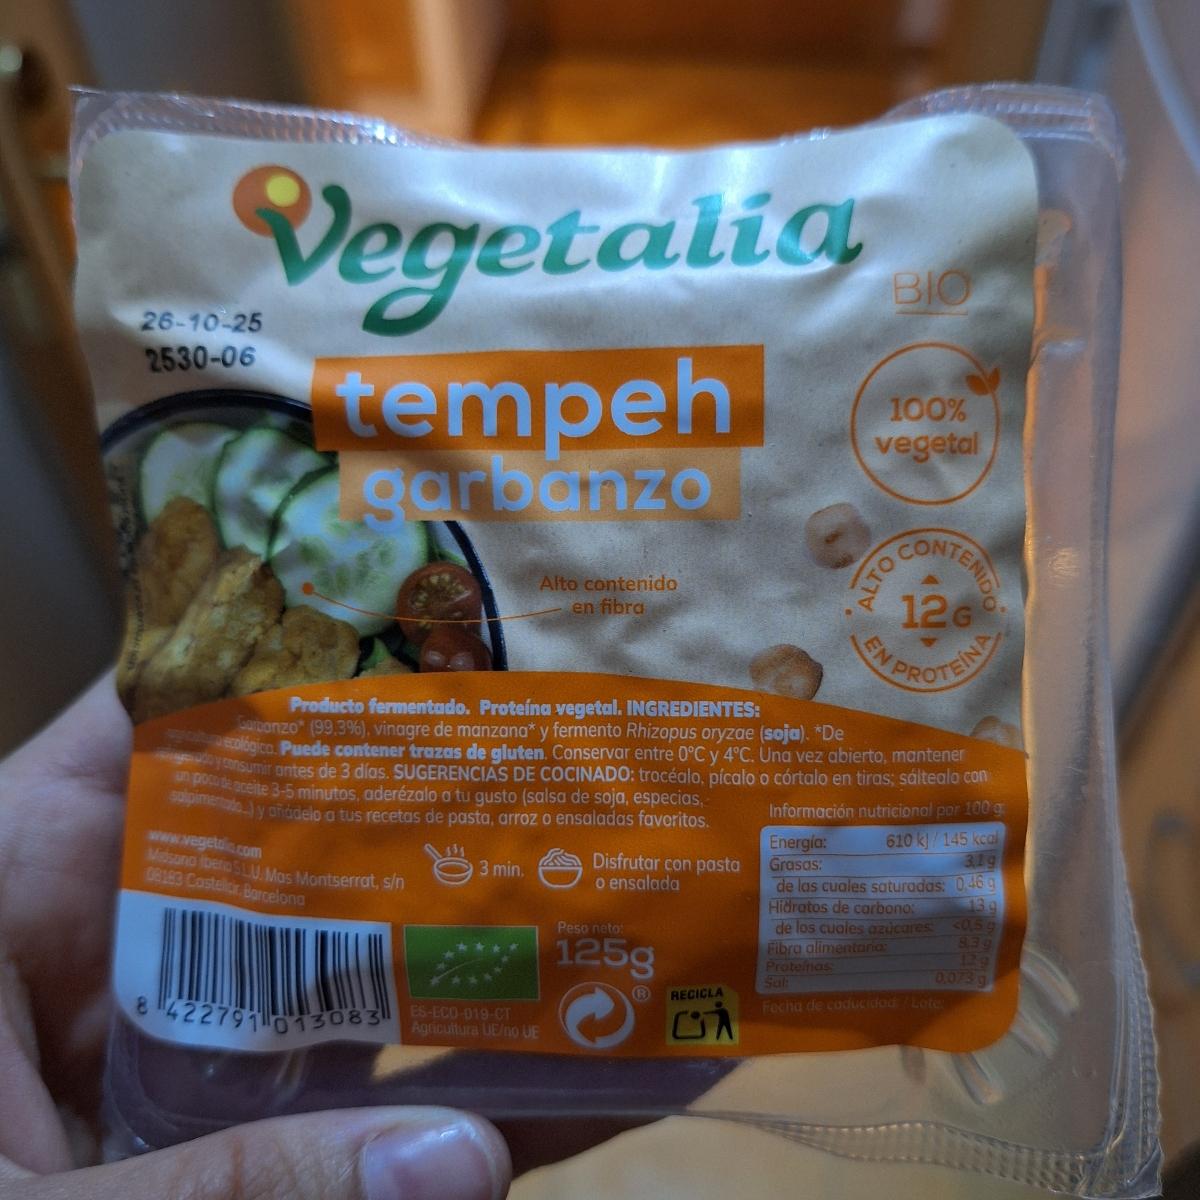 Vegetalia
BIO
26-10-25
2530-06
tempeh
garbanzo
100%
vegetal
Alto contenido
en fibra
ALTO CONTENIDO
12G
EN PROTEÍNA
Producto fermentado. Proteína vegetal. INGREDIENTES:
Garbanzo* (99,3%), vinagre de manzana* y fermento Rhizopus oryzae (soja). *De
agricultura ecológica. Puede contener trazas de gluten. Conservar entre 0°C y 4°C. Una vez abierto, mantener
refrigerado y consumir antes de 3 días. SUGERENCIAS DE COCINADO: trocéalo, pícalo o córtalo en tiras; sáltealo con
un poco de aceite 3-5 minutos, aderézalo a tu gusto (salsa de soja, especias,
salpimentado...) y añádelo a tus recetas de pasta, arroz o ensaladas favoritos.
www.vegetalia.com
Midsona Iberia S.L.U. Mas Montserrat, s/n
08183 Castellcir. Barcelona
3 min.
Disfrutar con pasta
o ensalada
Información nutricional por 100 g:
Energía: 610 kJ / 145 kcal
Grasas: 3,1 g
de las cuales saturadas: 0,46 g
Hidratos de carbono: 13 g
de los cuales azúcares: <0,5 g
Fibra alimentaria: 8,3 g
Proteínas: 12 g
Sal: 0,073 g
Fecha de caducidad: / Lote:
8 422791 013083
ES-ECO-019-CT
Agricultura UE/no UE
Peso neto:
125g
®
RECICLA